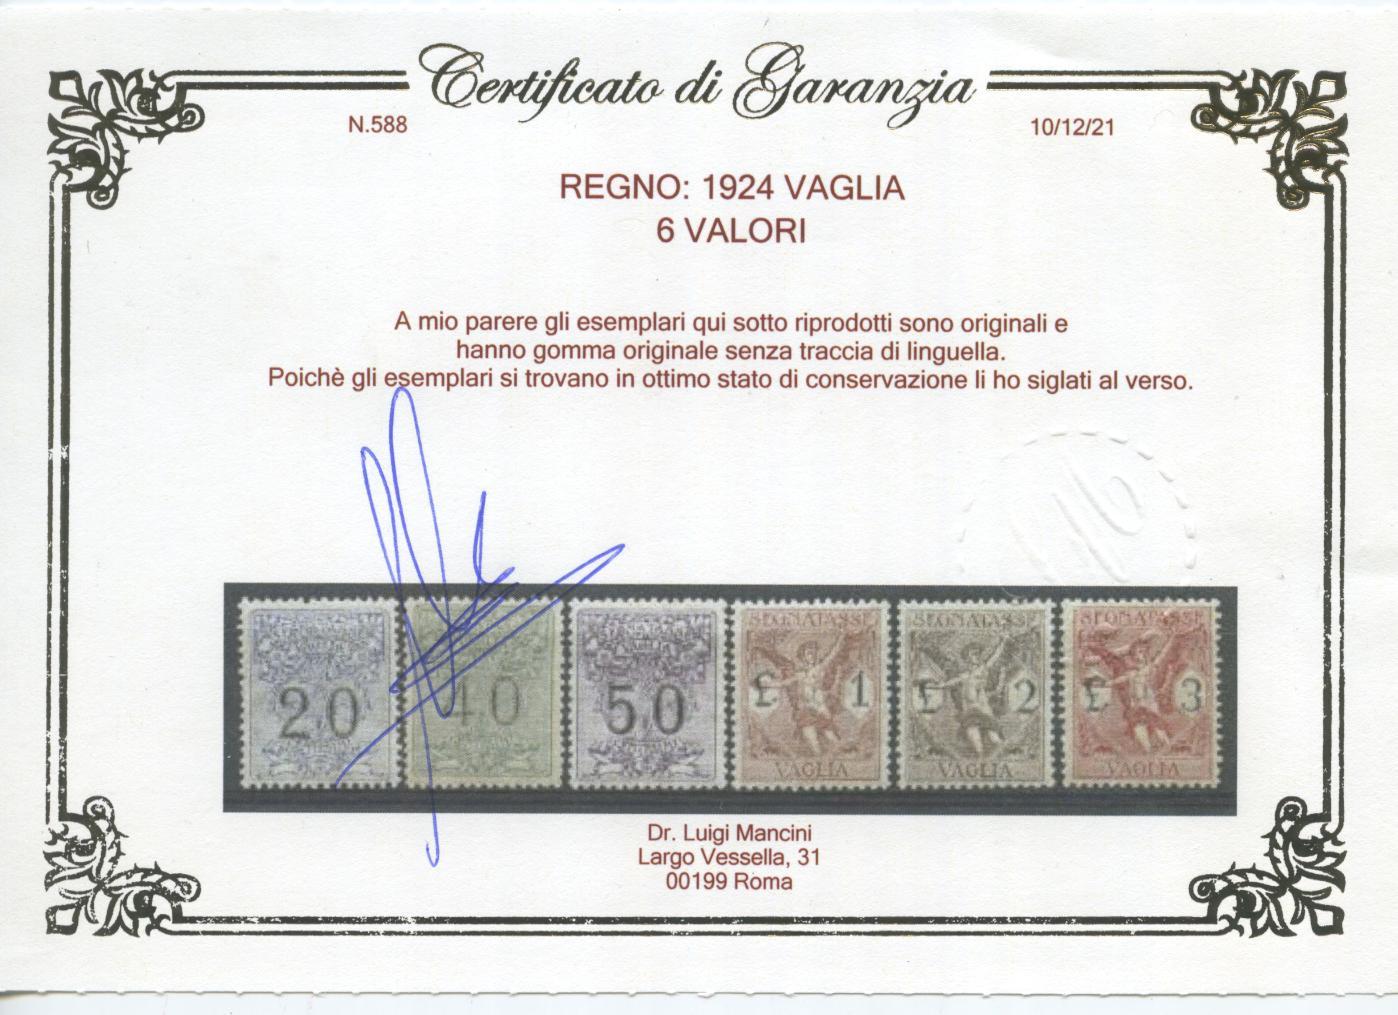 Certificato di Garanzia
N.588
10/12/21
REGNO: 1924 VAGLIA
6 VALORI
A mio parere gli esemplari qui sotto riprodotti sono originali e
hanno gomma originale senza traccia di linguella.
Poichè gli esemplari si trovano in ottimo stato di conservazione li ho siglati al verso.
SEGNATASSE SEGNATASSE SEGNATASSE
20 40 50 £ 1 £ 2 £ 3
VAGLIA VAGLIA VAGLIA
Dr. Luigi Mancini
Largo Vessella, 31
00199 Roma